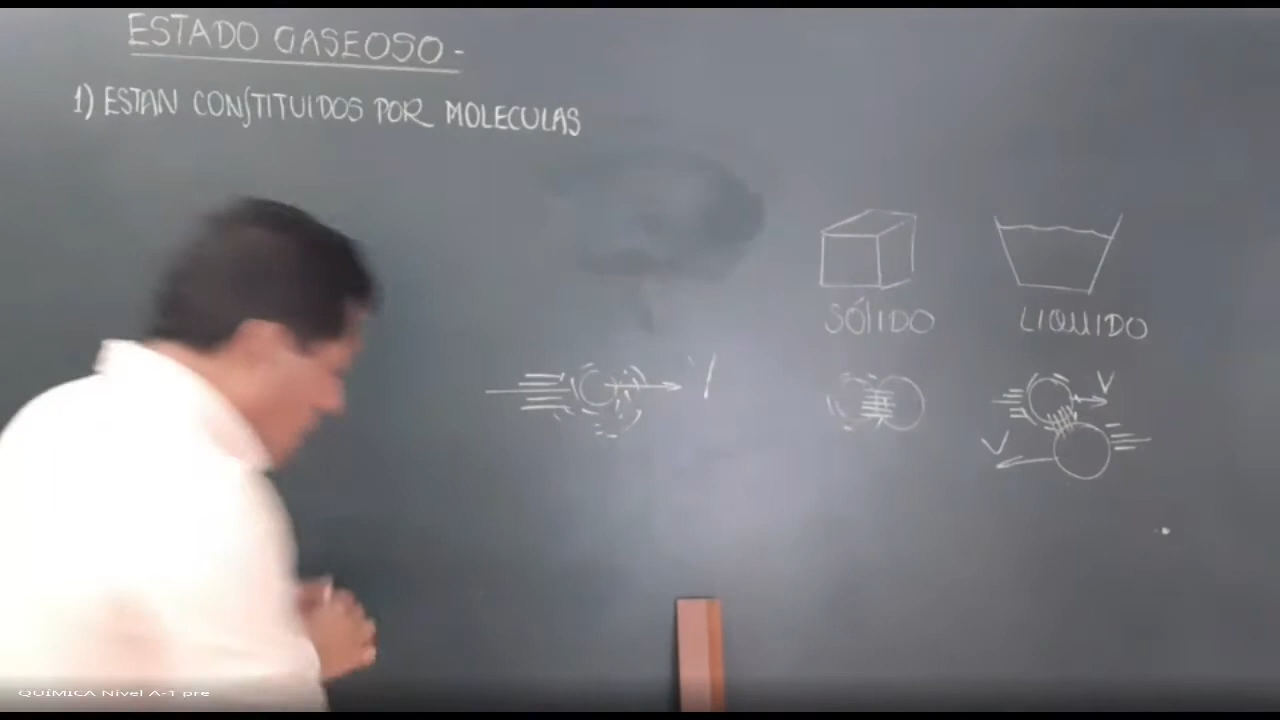 ESTADO GASEOSO -
1) ESTAN CONSTITUIDOS POR MOLECULAS
SÓLIDO
LIQUIDO
V
V
V
QUÍMICA Nivel A-1 pre